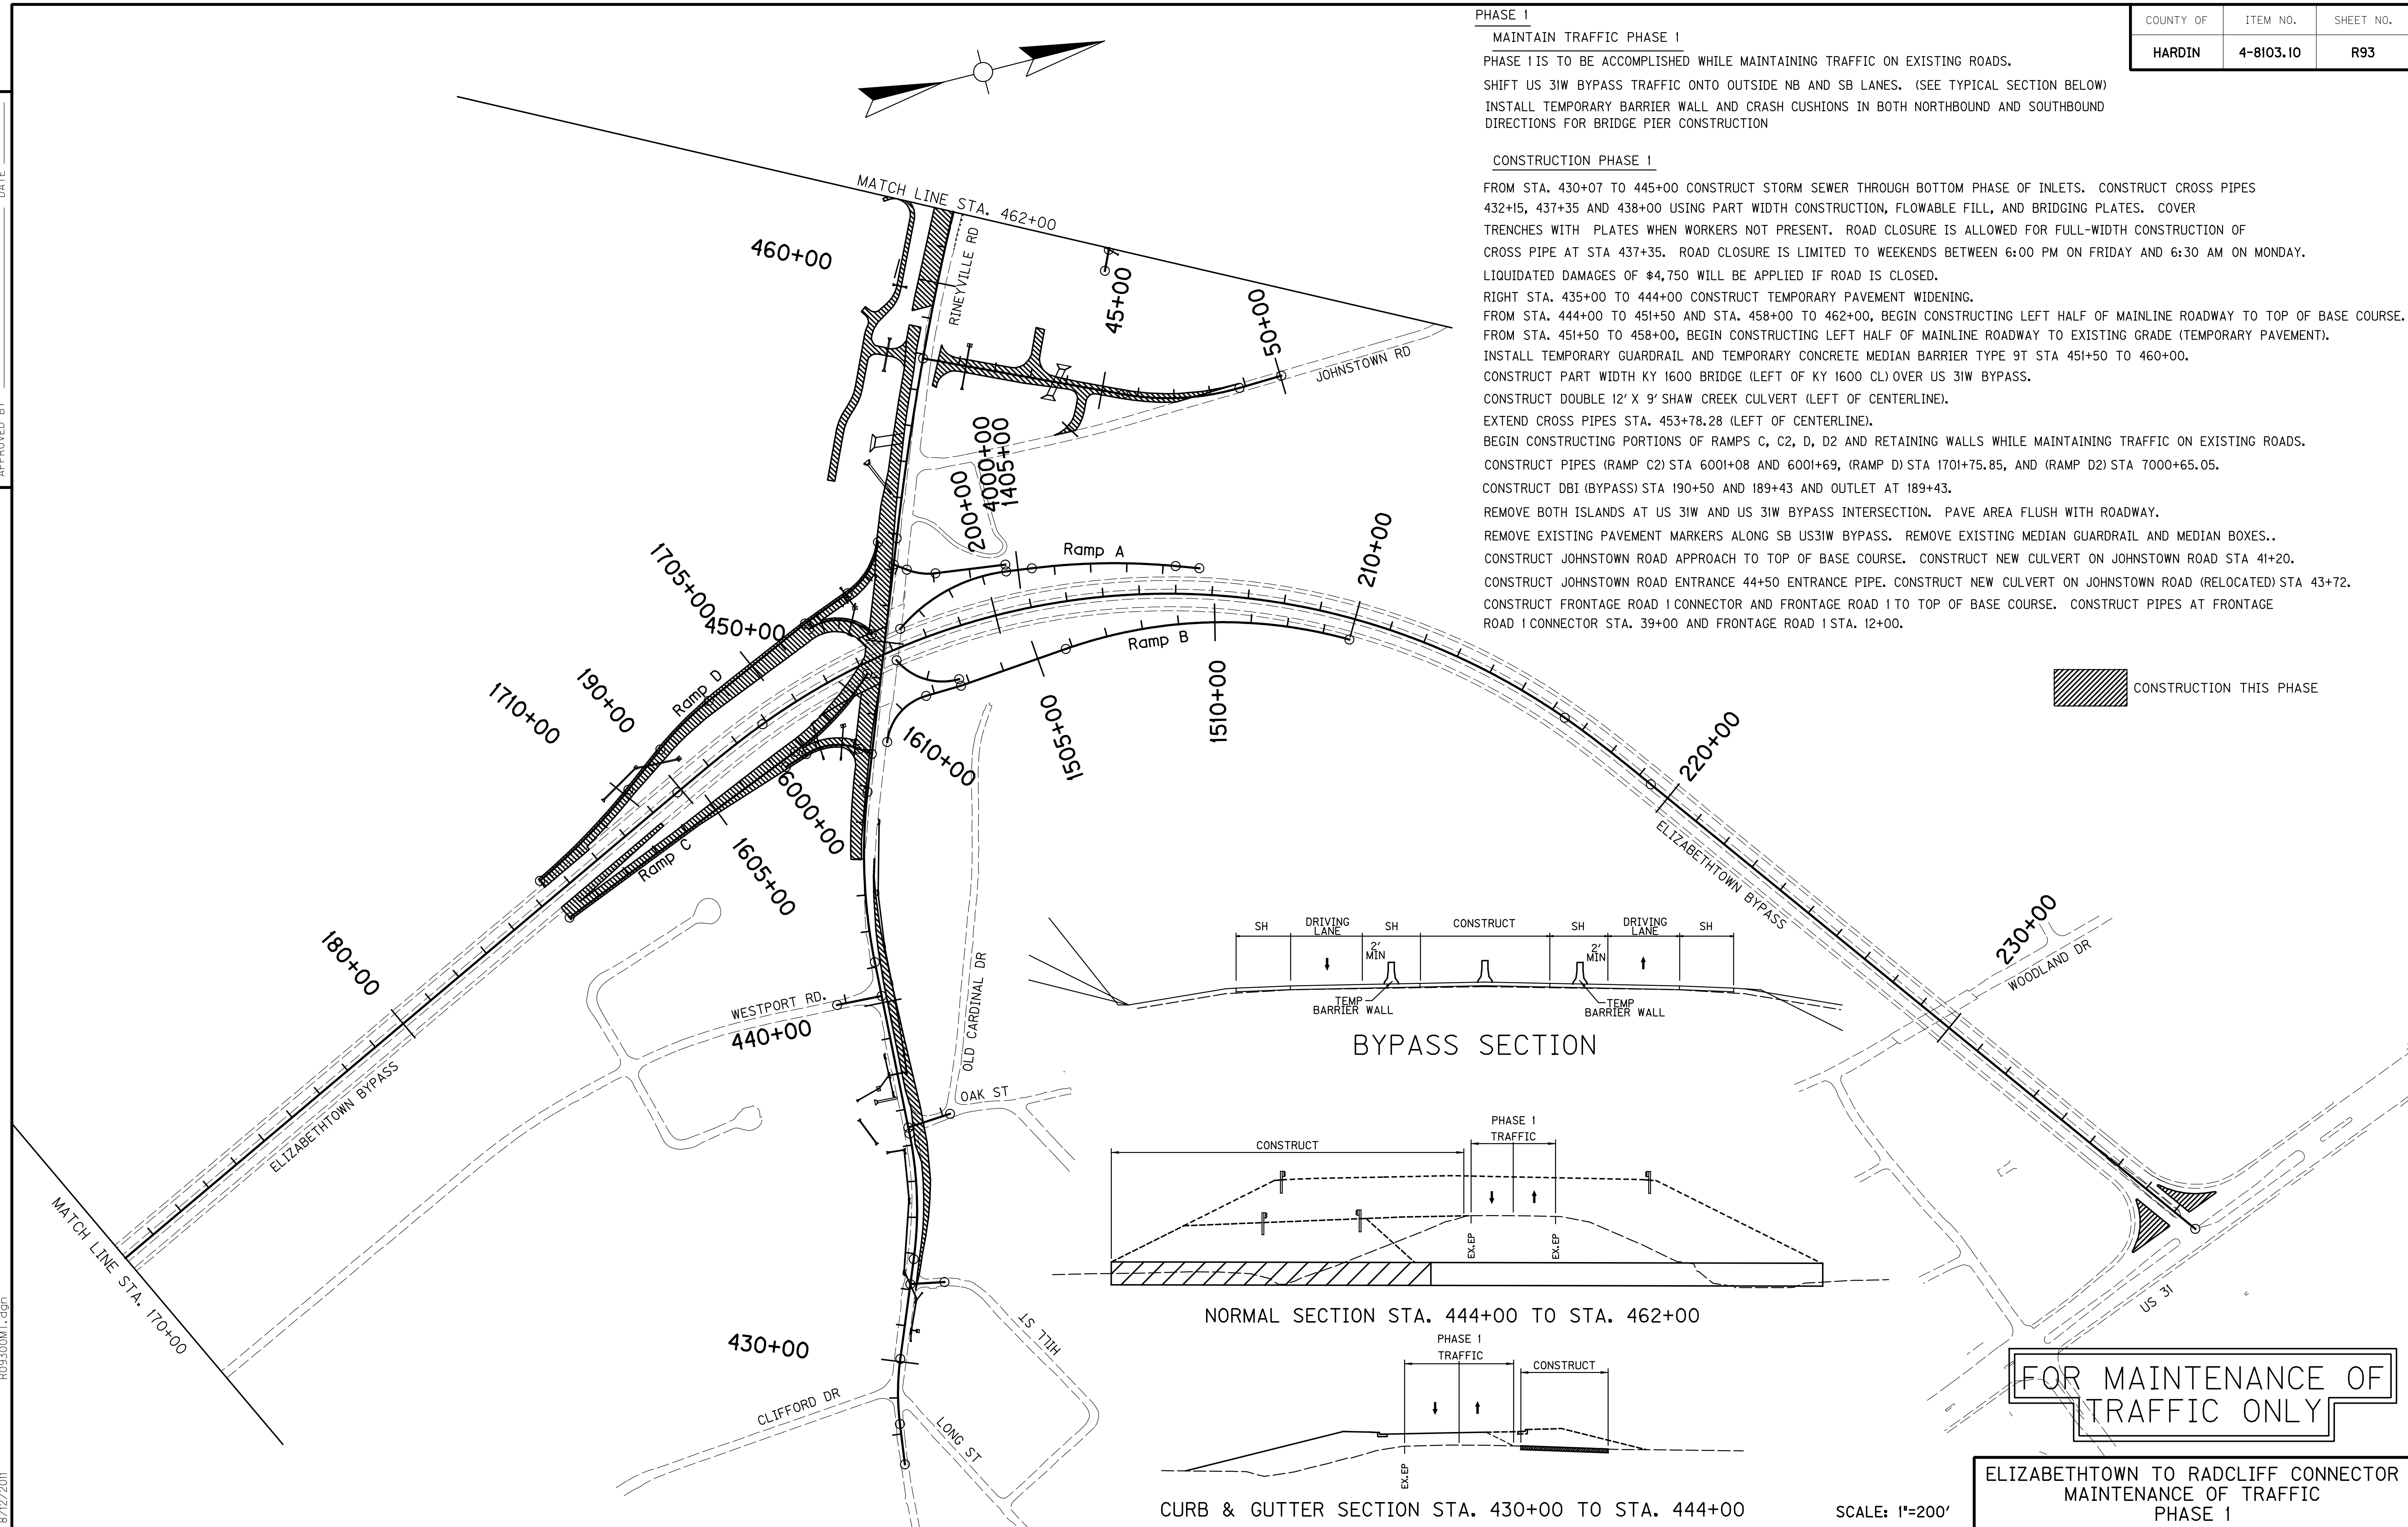 PHASE 1
MAINTAIN TRAFFIC PHASE 1
PHASE 1 IS TO BE ACCOMPLISHED WHILE MAINTAINING TRAFFIC ON EXISTING ROADS.
SHIFT US 31W BYPASS TRAFFIC ONTO OUTSIDE NB AND SB LANES. (SEE TYPICAL SECTION BELOW)
INSTALL TEMPORARY BARRIER WALL AND CRASH CUSHIONS IN BOTH NORTHBOUND AND SOUTHBOUND
DIRECTIONS FOR BRIDGE PIER CONSTRUCTION
COUNTY OF
ITEM NO.
SHEET NO.
HARDIN
4-8103.10
R93
CONSTRUCTION PHASE 1
FROM STA. 430+07 TO 445+00 CONSTRUCT STORM SEWER THROUGH BOTTOM PHASE OF INLETS. CONSTRUCT CROSS PIPES
432+15, 437+35 AND 438+00 USING PART WIDTH CONSTRUCTION, FLOWABLE FILL, AND BRIDGING PLATES. COVER
TRENCHES WITH PLATES WHEN WORKERS NOT PRESENT. ROAD CLOSURE IS ALLOWED FOR FULL-WIDTH CONSTRUCTION OF
CROSS PIPE AT STA 437+35. ROAD CLOSURE IS LIMITED TO WEEKENDS BETWEEN 6:00 PM ON FRIDAY AND 6:30 AM ON MONDAY.
LIQUIDATED DAMAGES OF $4,750 WILL BE APPLIED IF ROAD IS CLOSED.
RIGHT STA. 435+00 TO 444+00 CONSTRUCT TEMPORARY PAVEMENT WIDENING.
FROM STA. 444+00 TO 451+50 AND STA. 458+00 TO 462+00, BEGIN CONSTRUCTING LEFT HALF OF MAINLINE ROADWAY TO TOP OF BASE COURSE.
FROM STA. 451+50 TO 458+00, BEGIN CONSTRUCTING LEFT HALF OF MAINLINE ROADWAY TO EXISTING GRADE (TEMPORARY PAVEMENT).
INSTALL TEMPORARY GUARDRAIL AND TEMPORARY CONCRETE MEDIAN BARRIER TYPE 9T STA 451+50 TO 460+00.
CONSTRUCT PART WIDTH KY 1600 BRIDGE (LEFT OF KY 1600 CL) OVER US 31W BYPASS.
CONSTRUCT DOUBLE 12' X 9' SHAW CREEK CULVERT (LEFT OF CENTERLINE).
EXTEND CROSS PIPES STA. 453+78.28 (LEFT OF CENTERLINE).
BEGIN CONSTRUCTING PORTIONS OF RAMPS C, C2, D, D2 AND RETAINING WALLS WHILE MAINTAINING TRAFFIC ON EXISTING ROADS.
CONSTRUCT PIPES (RAMP C2) STA 6001+08 AND 6001+69, (RAMP D) STA 1701+75.85, AND (RAMP D2) STA 7000+65.05.
CONSTRUCT DBI (BYPASS) STA 190+50 AND 189+43 AND OUTLET AT 189+43.
REMOVE BOTH ISLANDS AT US 31W AND US 31W BYPASS INTERSECTION. PAVE AREA FLUSH WITH ROADWAY.
REMOVE EXISTING PAVEMENT MARKERS ALONG SB US31W BYPASS. REMOVE EXISTING MEDIAN GUARDRAIL AND MEDIAN BOXES..
CONSTRUCT JOHNSTOWN ROAD APPROACH TO TOP OF BASE COURSE. CONSTRUCT NEW CULVERT ON JOHNSTOWN ROAD STA 41+20.
CONSTRUCT JOHNSTOWN ROAD ENTRANCE 44+50 ENTRANCE PIPE. CONSTRUCT NEW CULVERT ON JOHNSTOWN ROAD (RELOCATED) STA 43+72.
CONSTRUCT FRONTAGE ROAD 1 CONNECTOR AND FRONTAGE ROAD 1 TO TOP OF BASE COURSE. CONSTRUCT PIPES AT FRONTAGE
ROAD 1 CONNECTOR STA. 39+00 AND FRONTAGE ROAD 1 STA. 12+00.
CONSTRUCTION THIS PHASE
MATCH LINE STA. 462+00
460+00
RINEYVILLE RD
45+00
50+00
JOHNSTOWN RD
200+00
4000+00
1405+00
Ramp A
210+00
1705+00
450+00
Ramp B
Ramp D
190+00
1710+00
1610+00
1505+00
1510+00
6000+00
220+00
Ramp C
1605+00
ELIZABETHTOWN BYPASS
180+00
230+00
WOODLAND DR
WESTPORT RD.
440+00
OLD CARDINAL DR
OAK ST
ELIZABETHTOWN BYPASS
MATCH LINE STA. 170+00
HILL ST
430+00
CLIFFORD DR
LONG ST
US 31
SH
DRIVING
LANE
SH
CONSTRUCT
SH
DRIVING
LANE
SH
2'
MIN
2'
MIN
TEMP
BARRIER WALL
TEMP
BARRIER WALL
BYPASS SECTION
PHASE 1
TRAFFIC
CONSTRUCT
EX.EP
EX.EP
NORMAL SECTION STA. 444+00 TO STA. 462+00
PHASE 1
TRAFFIC
CONSTRUCT
EX.EP
CURB & GUTTER SECTION STA. 430+00 TO STA. 444+00
SCALE: 1"=200'
FOR MAINTENANCE OF
TRAFFIC ONLY
ELIZABETHTOWN TO RADCLIFF CONNECTOR
MAINTENANCE OF TRAFFIC
PHASE 1
DATE
APPROVED BY
R09300MT.dgn
8/12/2011